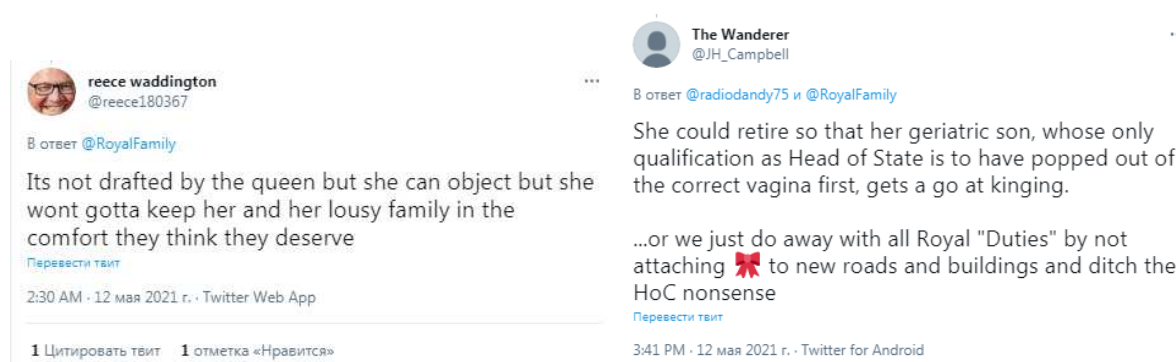 reece waddington
@reece180367
В ответ @RoyalFamily
Its not drafted by the queen but she can object but she
wont gotta keep her and her lousy family in the
comfort they think they deserve
Перевести твит
2:30 AM · 12 мая 2021 г. · Twitter Web App
1 Цитировать твит 1 отметка «Нравится»
The Wanderer
@JH_Campbell
В ответ @radiodandy75 и @RoyalFamily
She could retire so that her geriatric son, whose only
qualification as Head of State is to have popped out of
the correct vagina first, gets a go at kinging.
...or we just do away with all Royal "Duties" by not
attaching 🎀 to new roads and buildings and ditch the
HoC nonsense
Перевести твит
3:41 PM · 12 мая 2021 г. · Twitter for Android